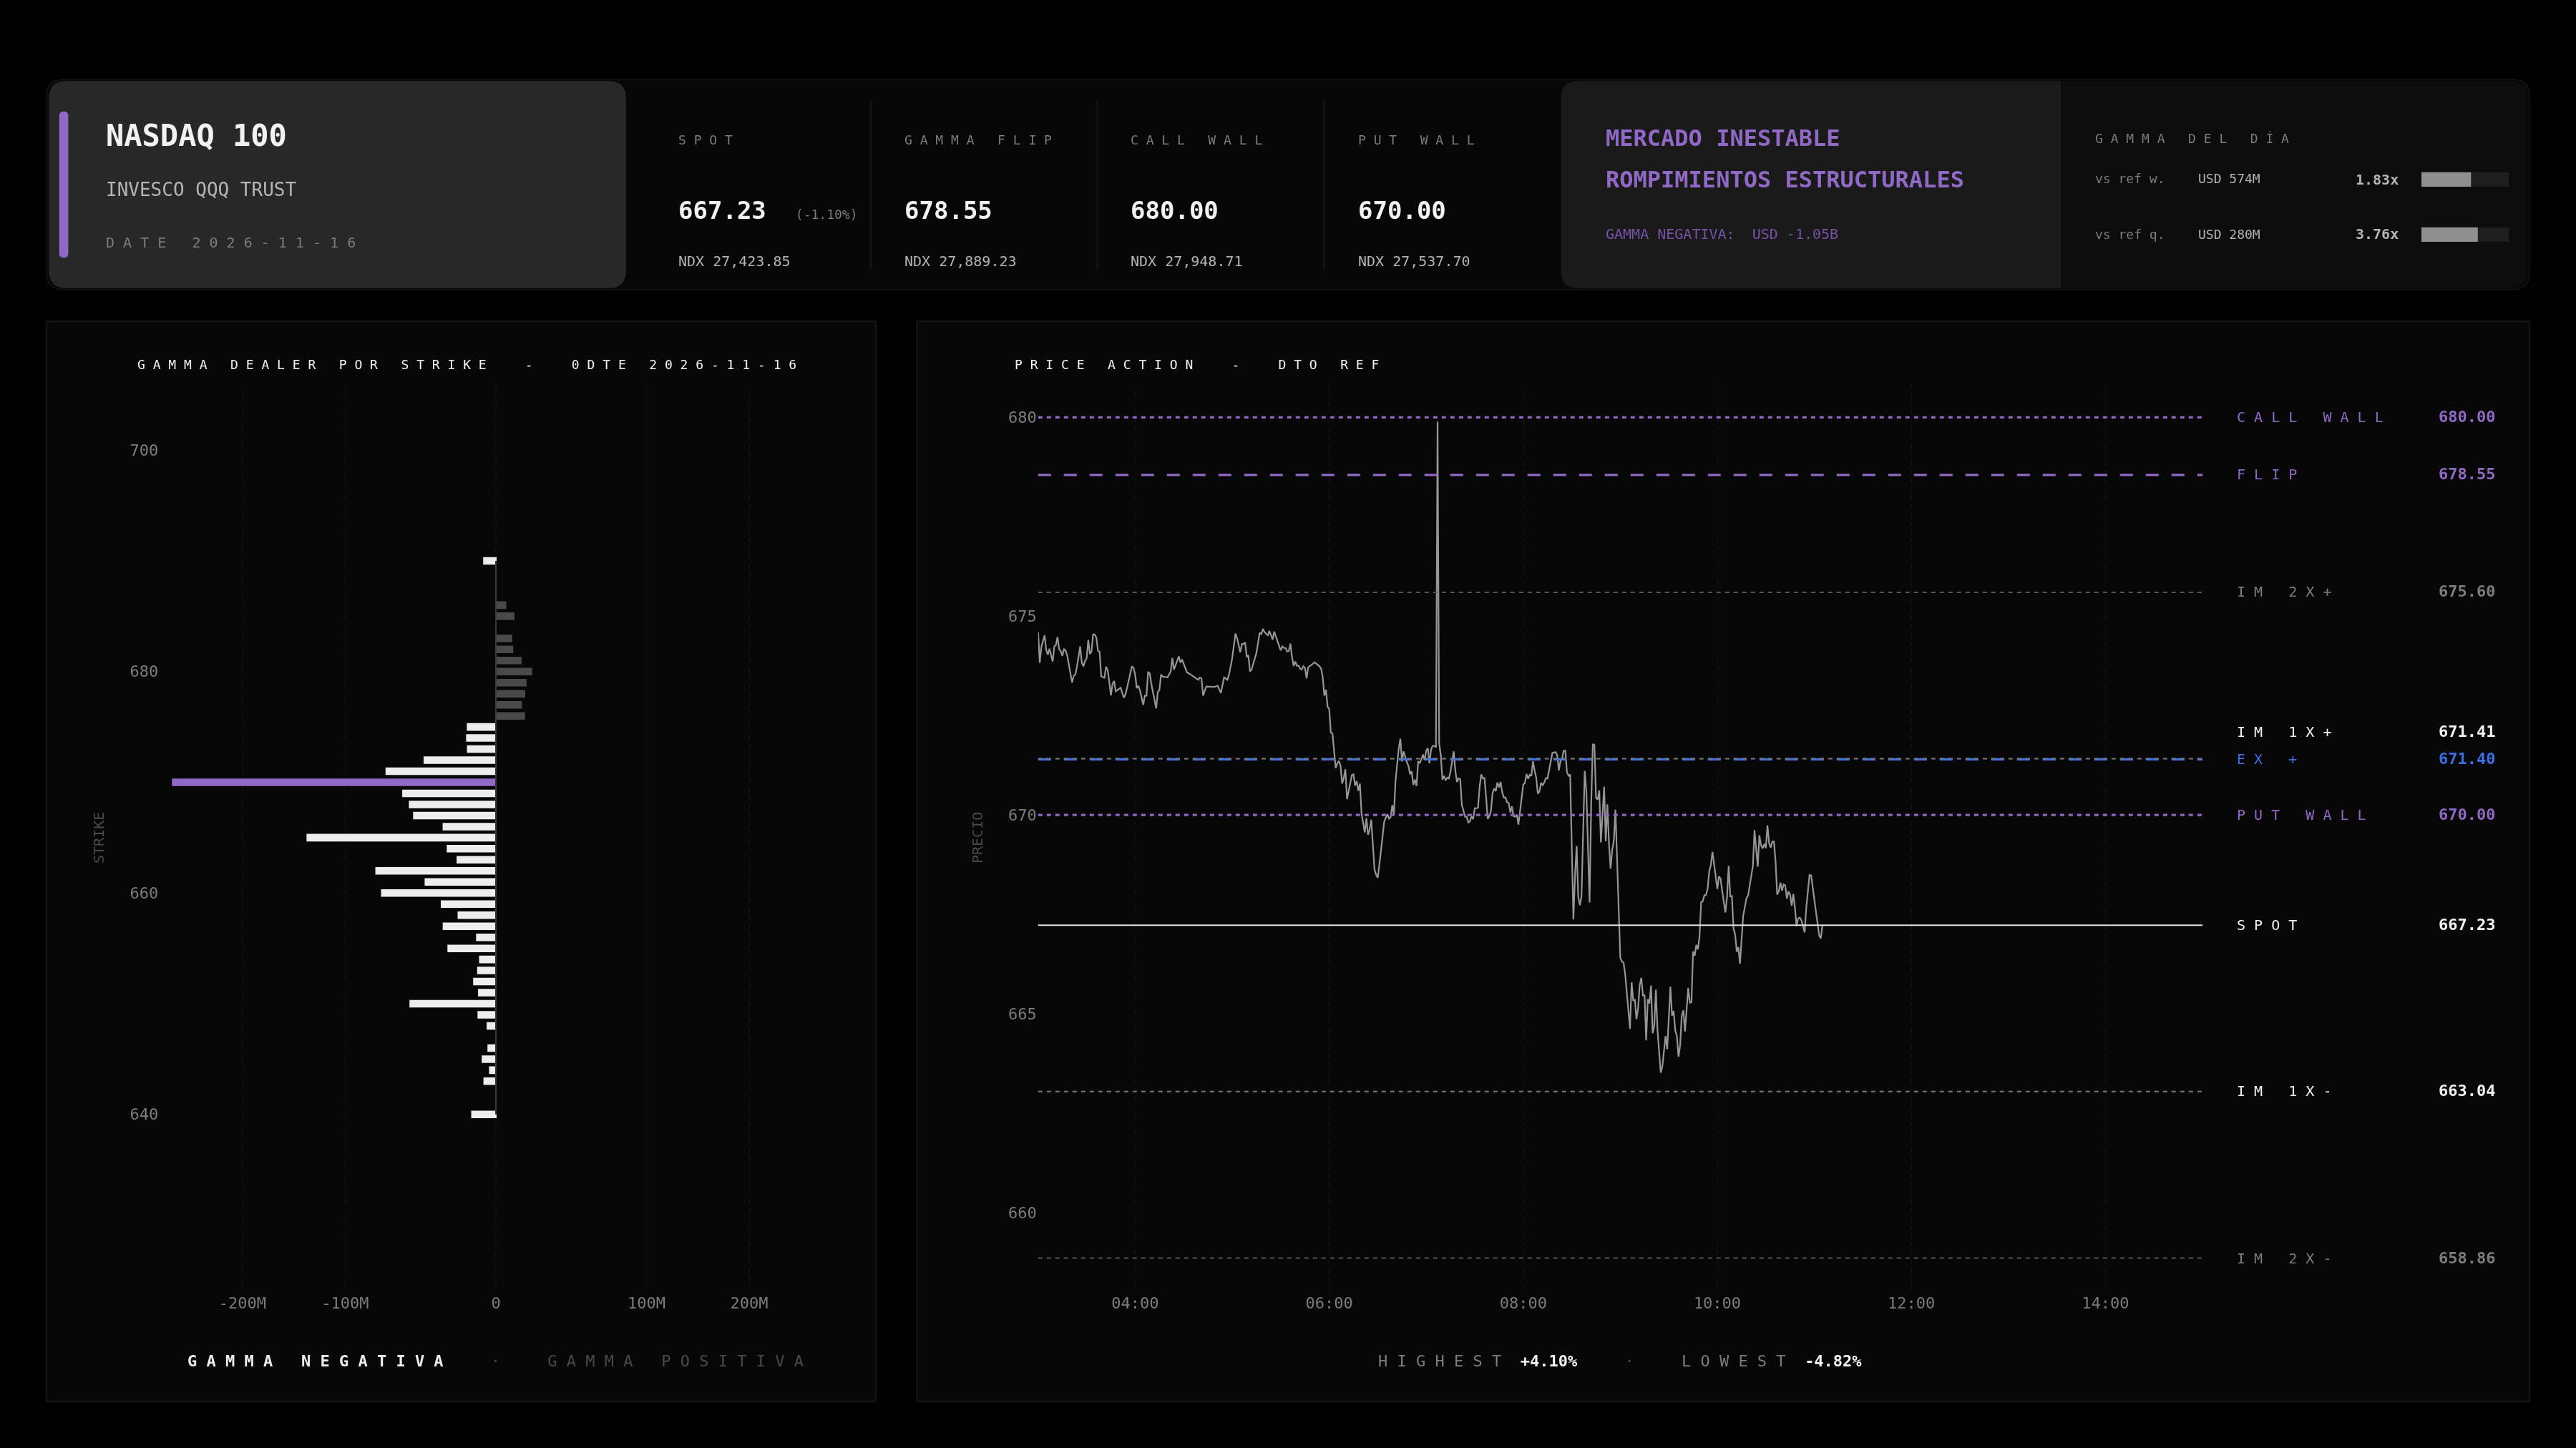 NASDAQ 100
INVESCO QQQ TRUST
DATE 2026-11-16
SPOT
667.23 (-1.10%)
NDX 27,423.85
GAMMA FLIP
678.55
NDX 27,889.23
CALL WALL
680.00
NDX 27,948.71
PUT WALL
670.00
NDX 27,537.70
MERCADO INESTABLE
ROMPIMIENTOS ESTRUCTURALES
GAMMA NEGATIVA: USD -1.05B
GAMMA DEL DÍA
vs ref w. USD 574M 1.83x
vs ref q. USD 280M 3.76x
GAMMA DEALER POR STRIKE - 0DTE 2026-11-16
700
680
660
640
STRIKE
-200M -100M 0 100M 200M
GAMMA NEGATIVA · GAMMA POSITIVA
PRICE ACTION - DTO REF
680
675
670
665
660
PRECIO
CALL WALL 680.00
FLIP 678.55
IM 2X+ 675.60
IM 1X+ 671.41
EX + 671.40
PUT WALL 670.00
SPOT 667.23
IM 1X- 663.04
IM 2X- 658.86
04:00 06:00 08:00 10:00 12:00 14:00
HIGHEST +4.10% · LOWEST -4.82%